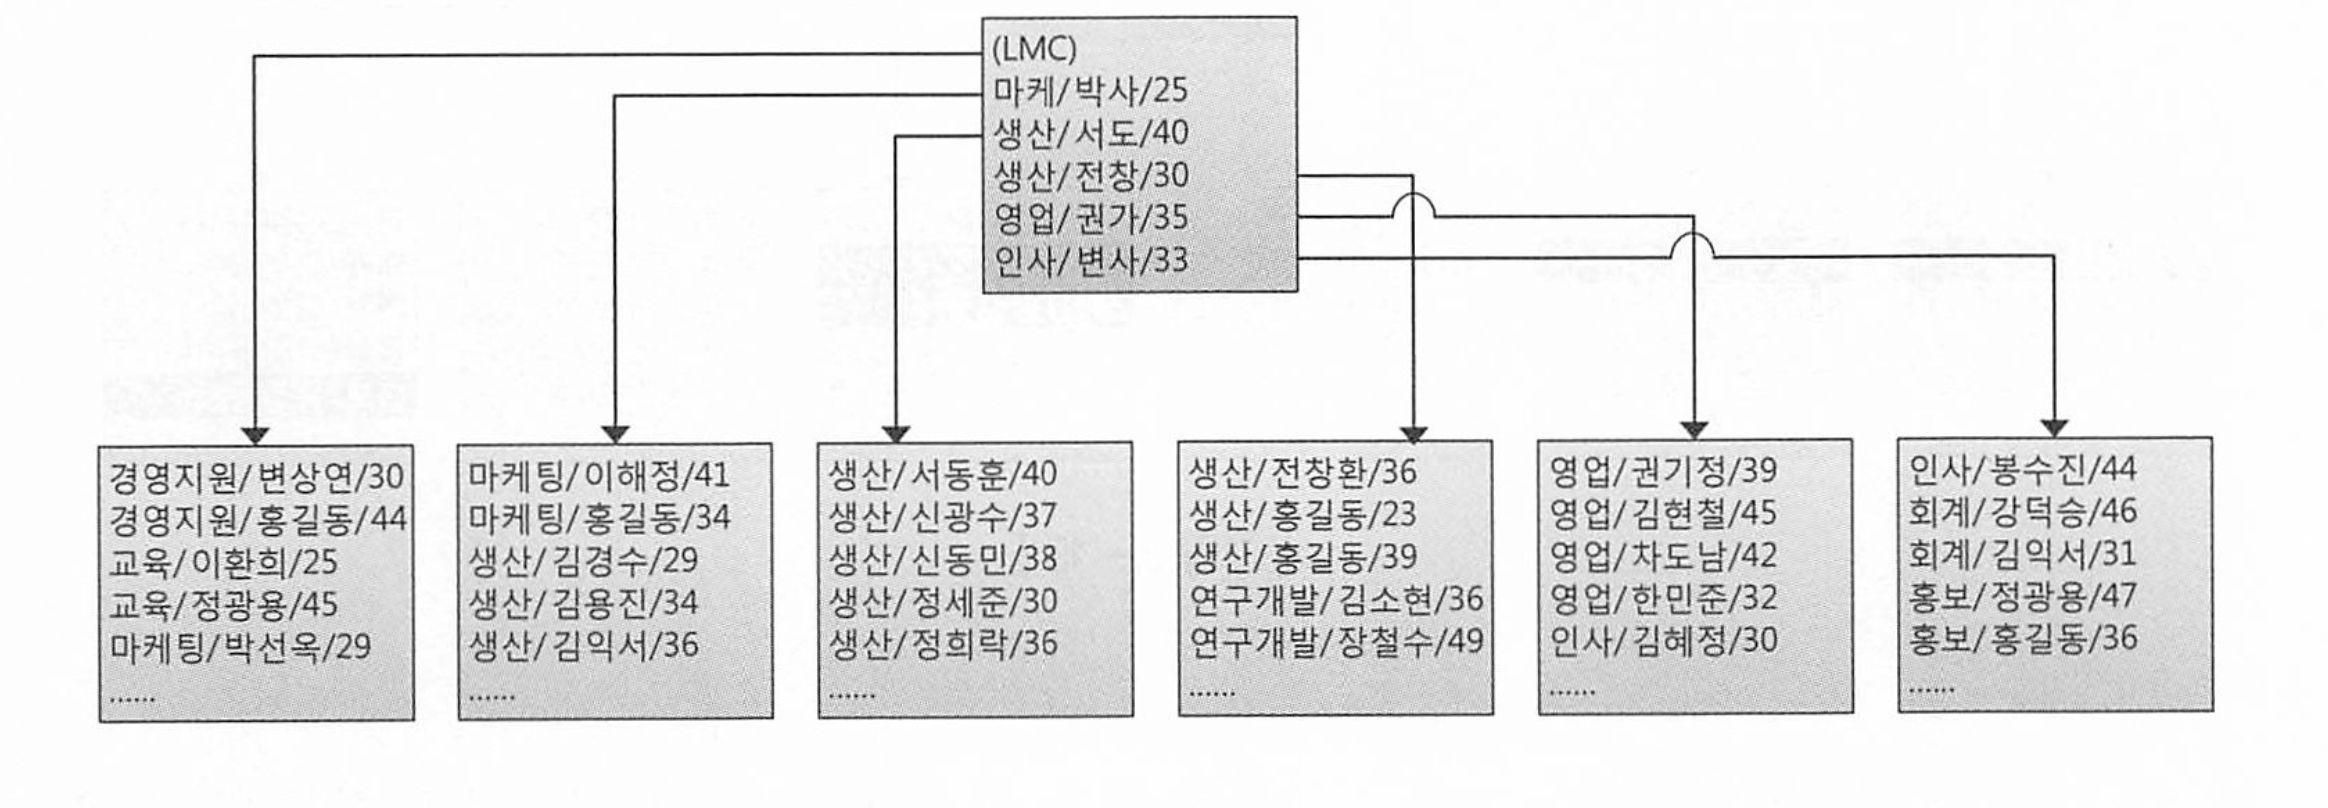 (LMC)
마케/박사/25
생산/서도/40
생산/전창/30
영업/권가/35
인사/변사/33
경영지원/변상연/30
경영지원/홍길동/44
교육/이환희/25
교육/정광용/45
마케팅/박선옥/29
......
마케팅/이해정/41
마케팅/홍길동/34
생산/김경수/29
생산/김용진/34
생산/김익서/36
......
생산/서동훈/40
생산/신광수/37
생산/신동민/38
생산/정세준/30
생산/정희락/36
......
생산/전창환/36
생산/홍길동/23
생산/홍길동/39
연구개발/김소현/36
연구개발/장철수/49
......
영업/권기정/39
영업/김현철/45
영업/차도남/42
영업/한민준/32
인사/김혜정/30
......
인사/봉수진/44
회계/강덕승/46
회계/김익서/31
홍보/정광용/47
홍보/홍길동/36
......